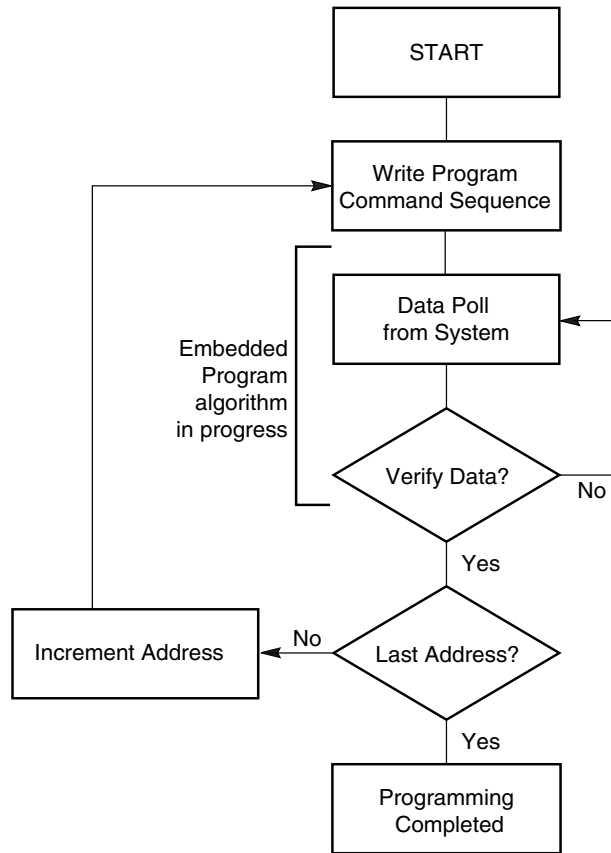 START
Write Program
Command Sequence
Data Poll
from System
Embedded
Program
algorithm
in progress
Verify Data?
No
Yes
Increment Address
No
Last Address?
Yes
Programming
Completed